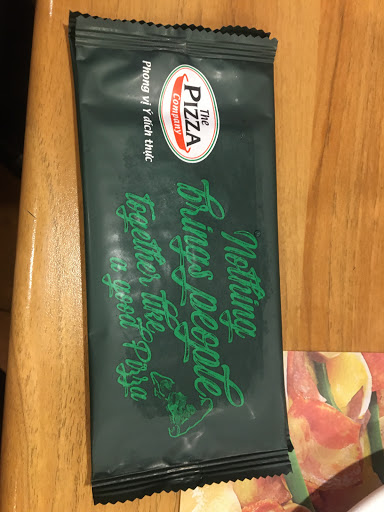 The
PIZZA
Company
Phong vị Ý đích thực
Nothing
brings people
together like
a good Pizza